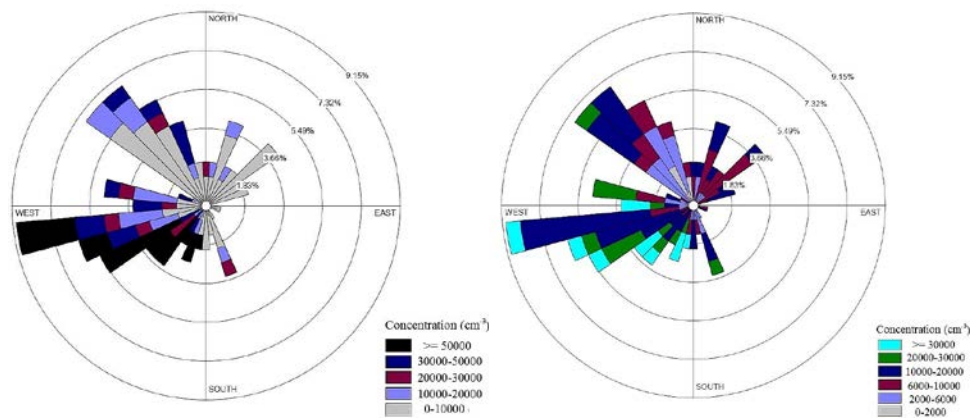 NORTH
9.15%
7.32%
5.49%
3.66%
1.83%
WEST
EAST
SOUTH
Concentration (cm⁻³)
>= 50000
30000-50000
20000-30000
10000-20000
0-10000
NORTH
9.15%
7.32%
5.49%
3.66%
1.83%
WEST
EAST
SOUTH
Concentration (cm⁻³)
>= 30000
20000-30000
10000-20000
6000-10000
2000-6000
0-2000